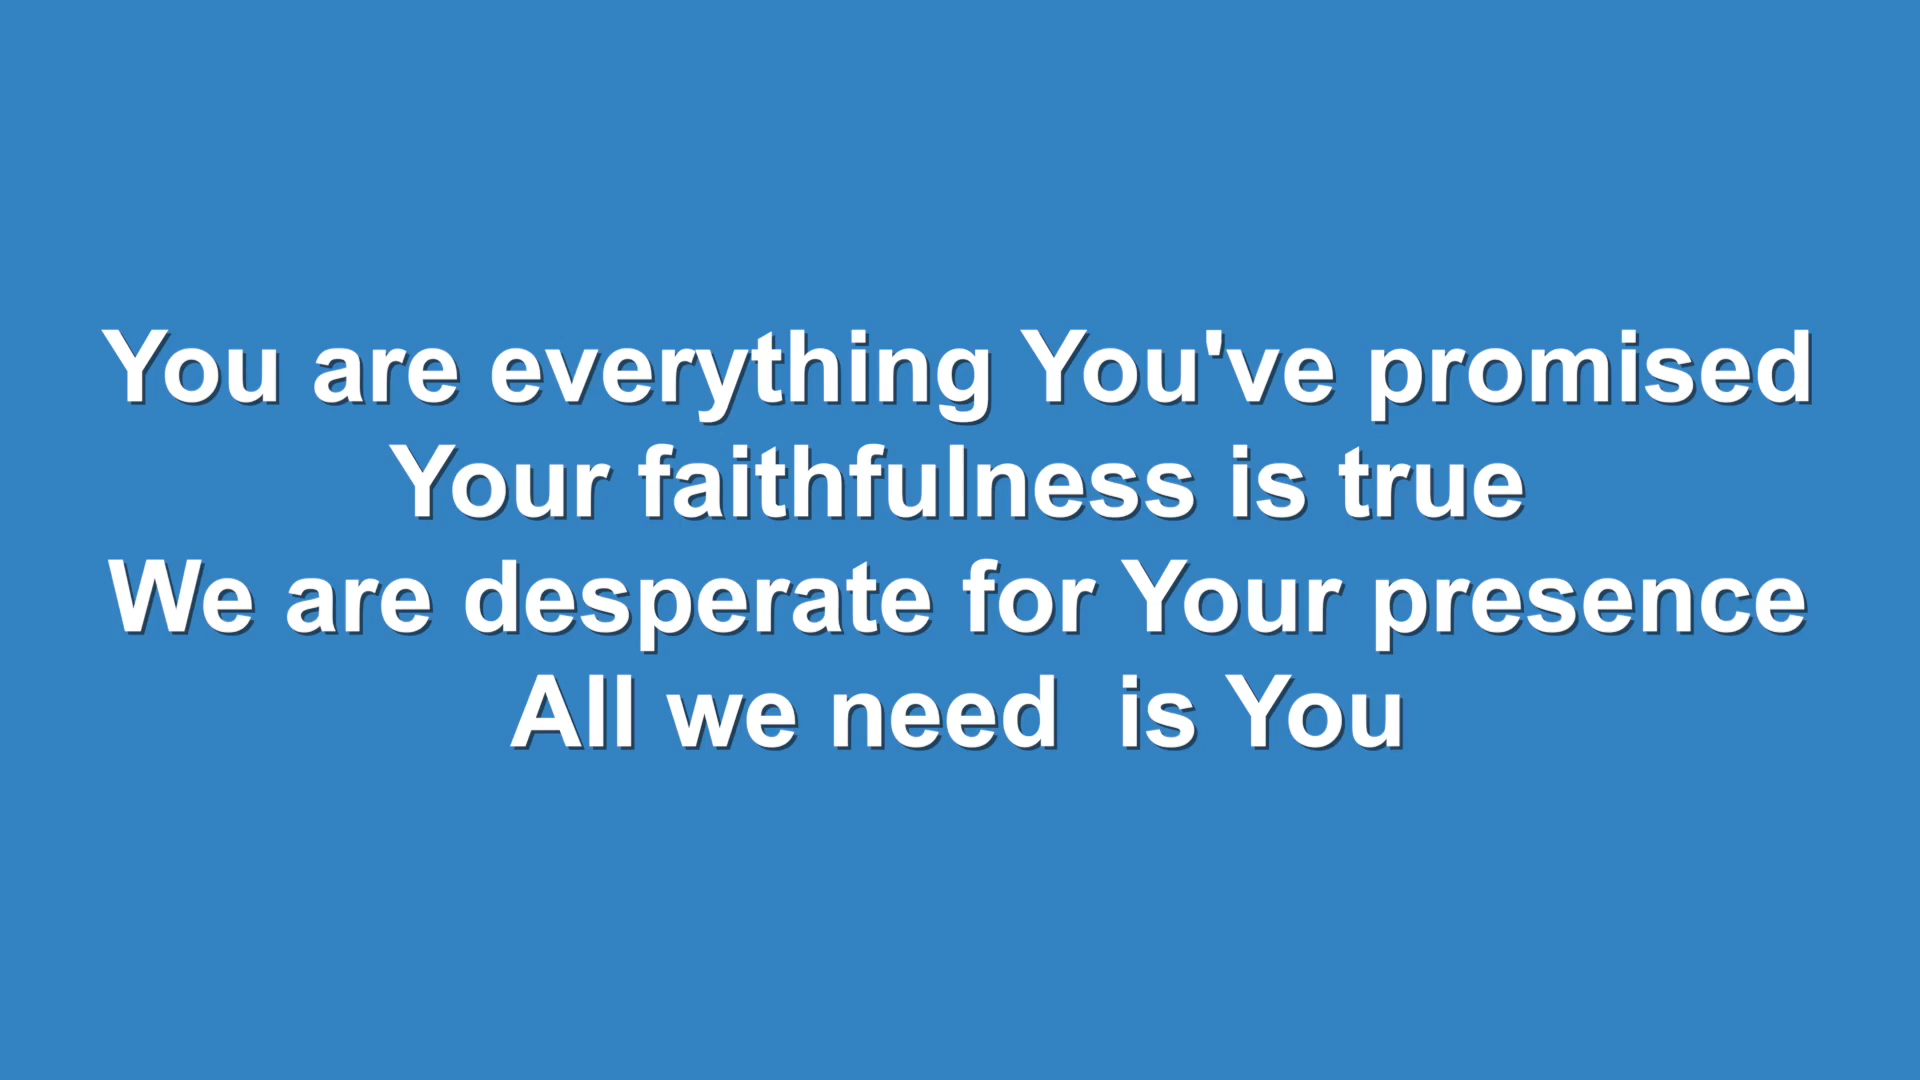 You are everything You've promised
Your faithfulness is true
We are desperate for Your presence
All we need  is You